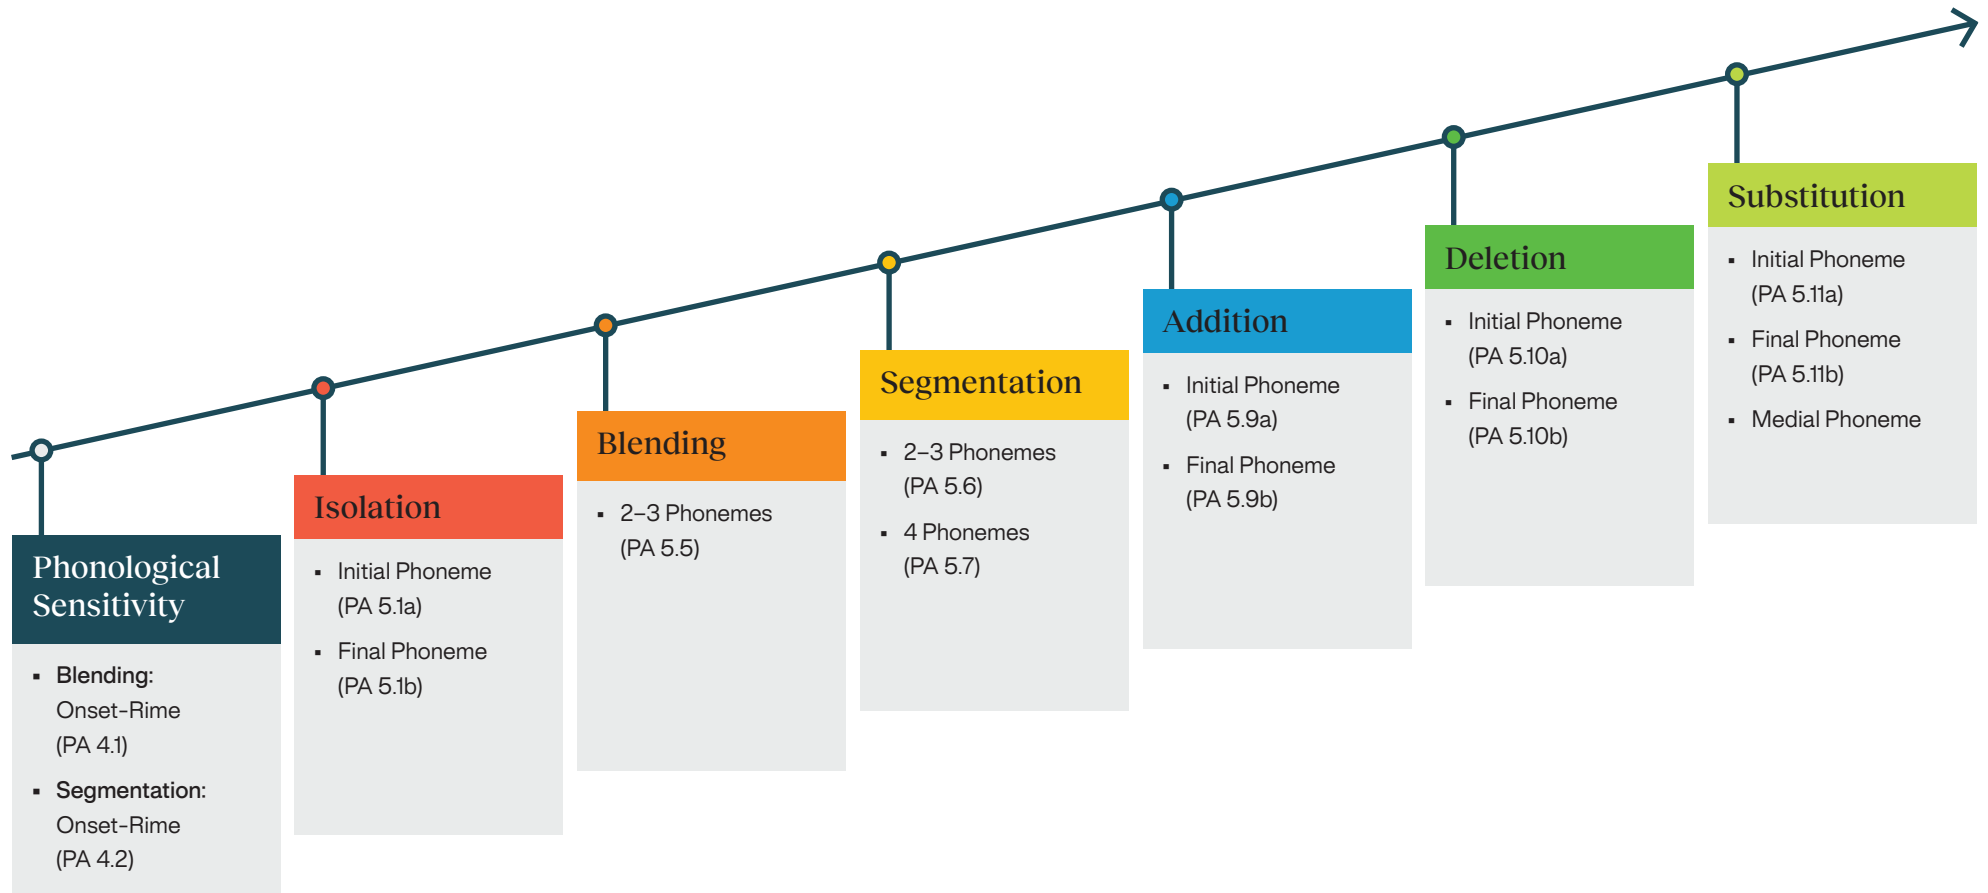 Phonological
Sensitivity
▪ Blending:
Onset-Rime
(PA 4.1)
▪ Segmentation:
Onset-Rime
(PA 4.2)
Isolation
▪ Initial Phoneme
(PA 5.1a)
▪ Final Phoneme
(PA 5.1b)
Blending
▪ 2–3 Phonemes
(PA 5.5)
Segmentation
▪ 2–3 Phonemes
(PA 5.6)
▪ 4 Phonemes
(PA 5.7)
Addition
▪ Initial Phoneme
(PA 5.9a)
▪ Final Phoneme
(PA 5.9b)
Deletion
▪ Initial Phoneme
(PA 5.10a)
▪ Final Phoneme
(PA 5.10b)
Substitution
▪ Initial Phoneme
(PA 5.11a)
▪ Final Phoneme
(PA 5.11b)
▪ Medial Phoneme